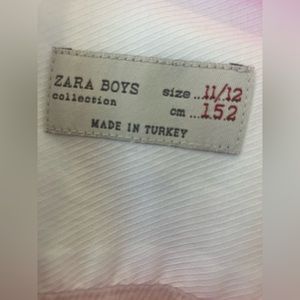 ZARA BOYS size ..11/12
collection cm ...152
MADE IN TURKEY